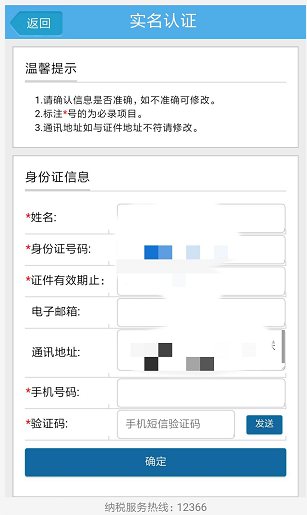 返回
实名认证
温馨提示
1.请确认信息是否准确,如不准确可修改。
2.标注*号的为必录项目。
3.通讯地址如与证件地址不符请修改。
身份证信息
*姓名:
*身份证号码:
*证件有效期止:
电子邮箱:
通讯地址:
*手机号码:
*验证码: 手机短信验证码 发送
确定
纳税服务热线: 12366